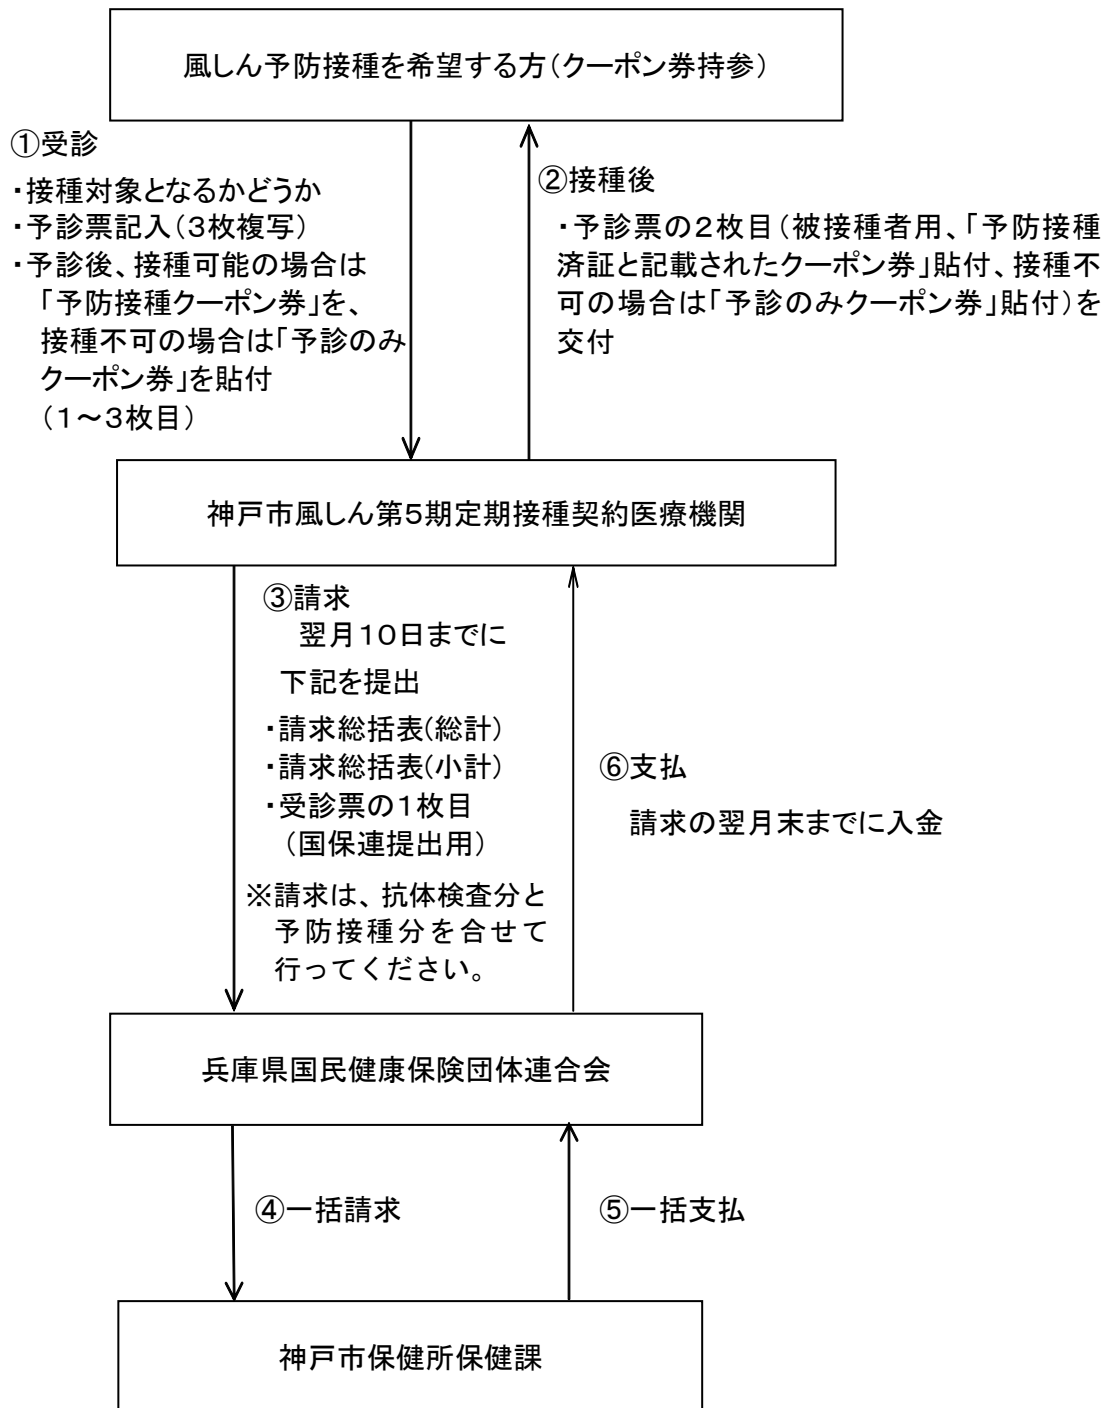 風しん予防接種を希望する方(クーポン券持参)
①受診
・接種対象となるかどうか
・予診票記入(3枚複写)
・予診後、接種可能の場合は
「予防接種クーポン券」を、
接種不可の場合は「予診のみ
クーポン券」を貼付
(1~3枚目)
②接種後
・予診票の2枚目(被接種者用、「予防接種
済証と記載されたクーポン券」貼付、接種不
可の場合は「予診のみクーポン券」貼付)を
交付
神戸市風しん第5期定期接種契約医療機関
③請求
翌月10日までに
下記を提出
・請求総括表(総計)
・請求総括表(小計)
・受診票の1枚目
(国保連提出用)
※請求は、抗体検査分と
予防接種分を合せて
行ってください。
⑥支払
請求の翌月末までに入金
兵庫県国民健康保険団体連合会
④一括請求
⑤一括支払
神戸市保健所保健課